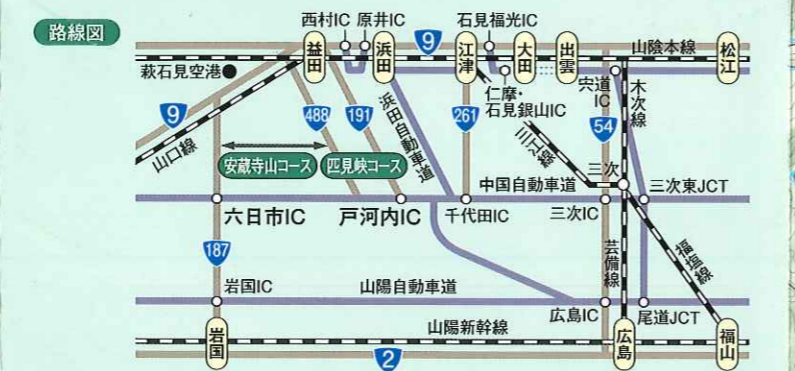 路線図
西村IC
原井IC
石見福光IC
益田
浜田
9
江津
大田
出雲
山陰本線
松江
萩石見空港
仁摩・
石見銀山IC
宍道
IC
木次線
9
山口線
488
191
浜田自動車道
261
三江線
54
安蔵寺山コース
匹見峡コース
中国自動車道
三次
六日市IC
戸河内IC
千代田IC
三次IC
三次東JCT
187
芸備線
福塩線
岩国IC
山陽自動車道
広島IC
尾道JCT
岩国
山陽新幹線
2
広島
福山